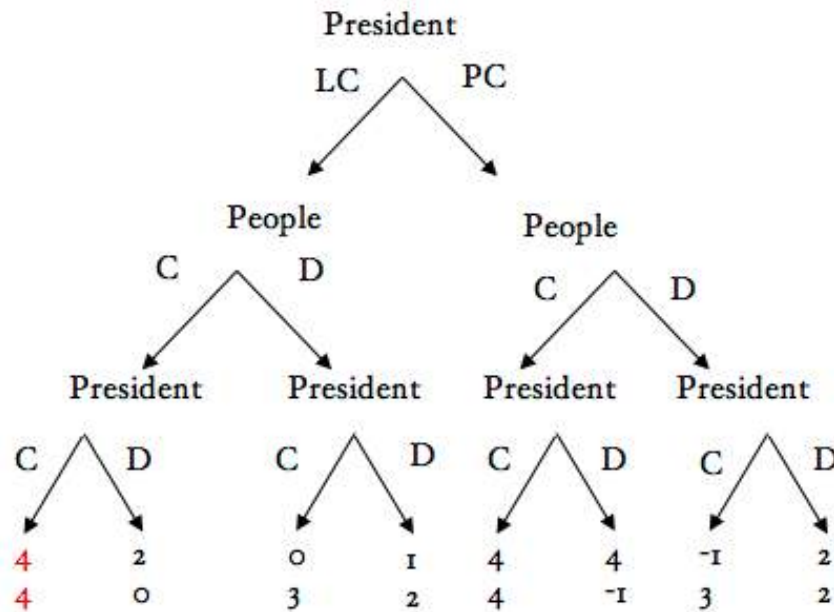 President
LC PC
People People
C D C D
President President President President
C D C D C D C D
4 2 0 1 4 4 -1 2
4 0 3 2 4 -1 3 2